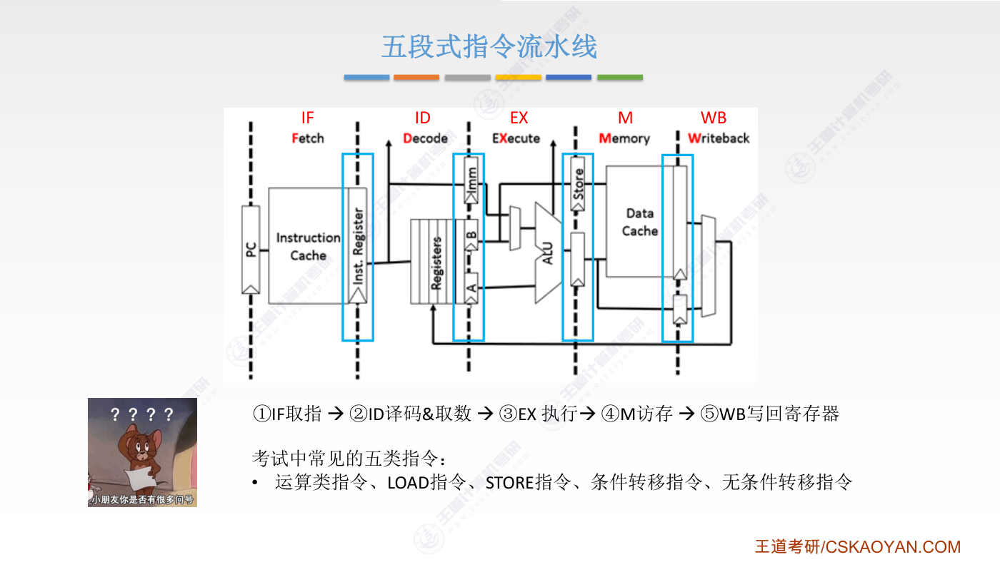 五段式指令流水线
IF ID EX M WB
Fetch Decode EXecute Memory Writeback
PC
Instruction
Cache
Inst. Register
Registers
Imm
B
A
ALU
Store
Data
Cache
? ? ? ?
小朋友你是否有很多问号
①IF取指 → ②ID译码&取数 → ③EX 执行→ ④M访存 → ⑤WB写回寄存器
考试中常见的五类指令:
• 运算类指令、LOAD指令、STORE指令、条件转移指令、无条件转移指令
王道考研/CSKAOYAN.COM